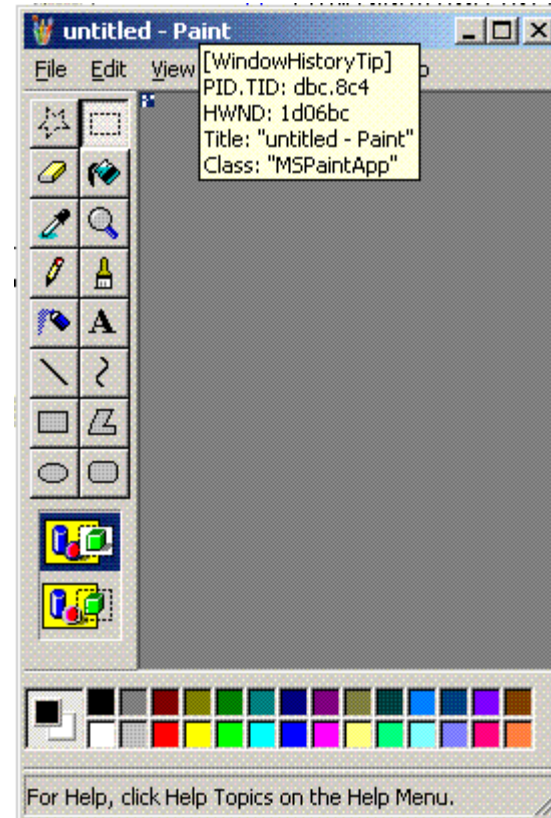 untitled - Paint
File Edit View
[WindowHistoryTip]
PID.TID: dbc.8c4
HWND: 1d06bc
Title: "untitled - Paint"
Class: "MSPaintApp"
A
For Help, click Help Topics on the Help Menu.